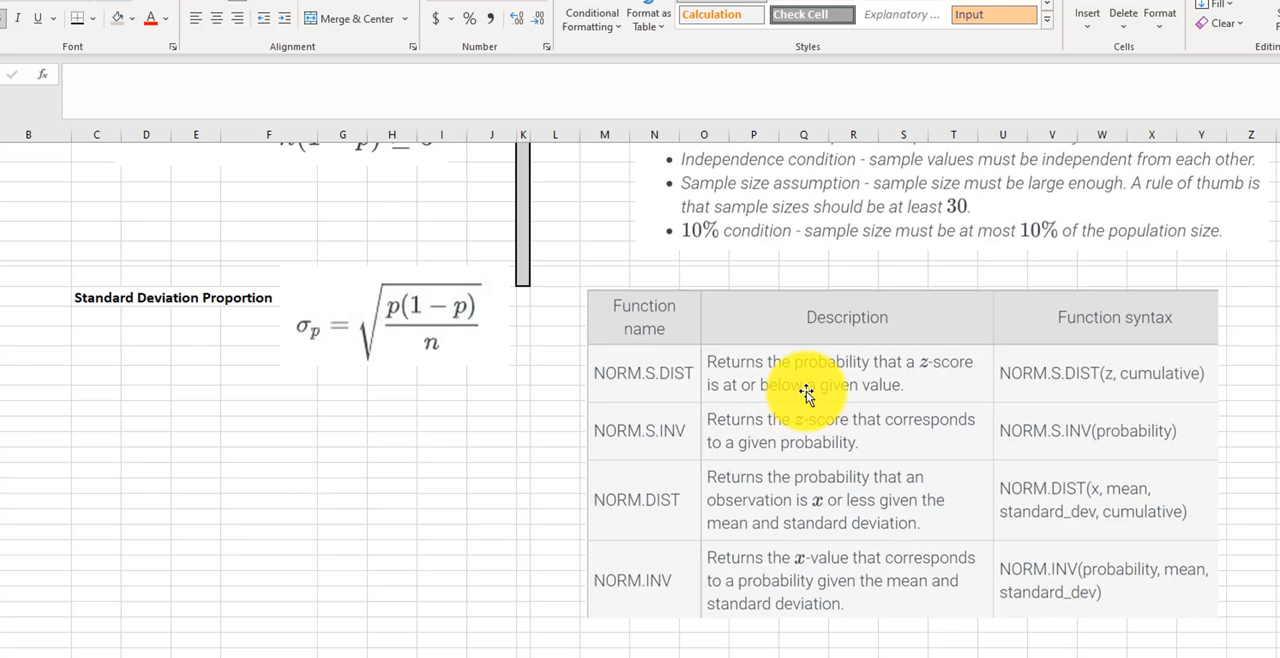 I U A Merge & Center $ % 9 Conditional Formatting Format as Table Calculation Check Cell Explanatory ... Input Insert Delete Format Fill Clear
Font Alignment Number Styles Cells
fx
B C D E F G H I J K L M N O P Q R S T U V W X Y Z
Independence condition - sample values must be independent from each other.
Sample size assumption - sample size must be large enough. A rule of thumb is
that sample sizes should be at least 30.
10% condition - sample size must be at most 10% of the population size.
Standard Deviation Proportion
σp = √(p(1 − p)/n)
Function name Description Function syntax
NORM.S.DIST Returns the probability that a z-score is at or below a given value. NORM.S.DIST(z, cumulative)
NORM.S.INV Returns the z-score that corresponds to a given probability. NORM.S.INV(probability)
NORM.DIST Returns the probability that an observation is x or less given the mean and standard deviation. NORM.DIST(x, mean, standard_dev, cumulative)
NORM.INV Returns the x-value that corresponds to a probability given the mean and standard deviation. NORM.INV(probability, mean, standard_dev)